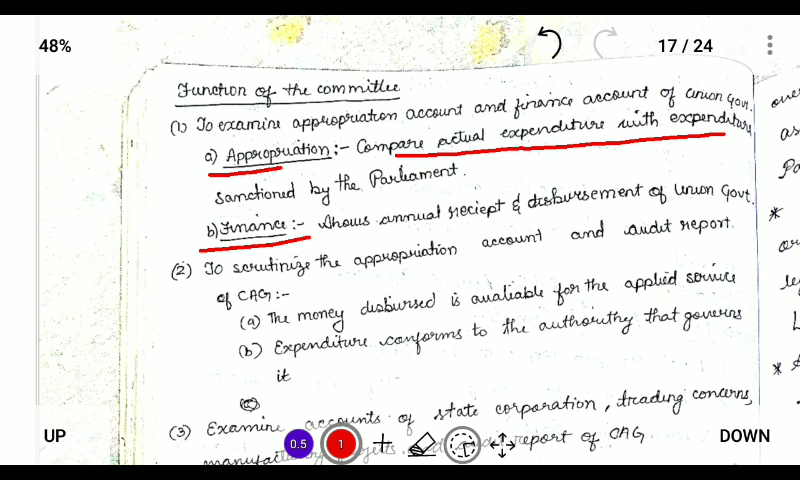 48%
17 / 24
Function of the committee
(1) To examine appropriation account and finance account of Union Govt.
a) Appropriation :- Compare actual expenditure with expenditure
sanctioned by the Parliament.
b) Finance :- shows annual reciept & disbursement of Union Govt.
(2) To scrutinize the appropriation account and audit report
of CAG :-
(a) The money disbursed is avaliable for the applied service
(b) Expenditure conforms to the authorithy that governs
it
(3) Examine accounts of state corporation, trading concerns,
report of CAG
UP
0.5
1
DOWN